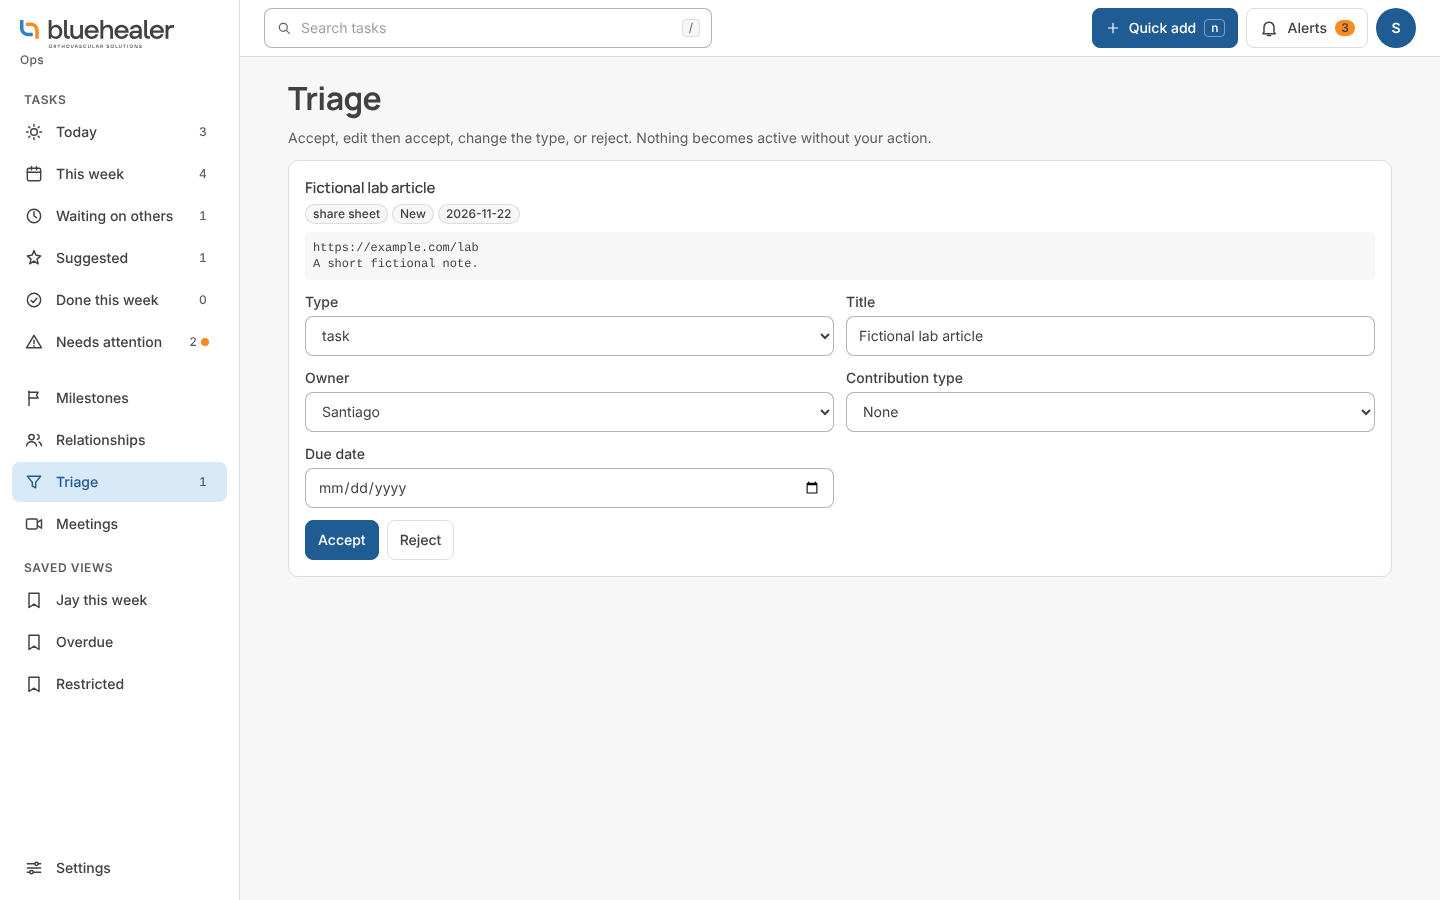 bluehealer
ORTHOVASCULAR SOLUTIONS
Ops
TASKS
Today 3
This week 4
Waiting on others 1
Suggested 1
Done this week 0
Needs attention 2
Milestones
Relationships
Triage 1
Meetings
SAVED VIEWS
Jay this week
Overdue
Restricted
Settings
Search tasks /
Quick add n
Alerts 3
S
Triage
Accept, edit then accept, change the type, or reject. Nothing becomes active without your action.
Fictional lab article
share sheet New 2026-11-22
https://example.com/lab
A short fictional note.
Type Title
task Fictional lab article
Owner Contribution type
Santiago None
Due date
mm/dd/yyyy
Accept Reject